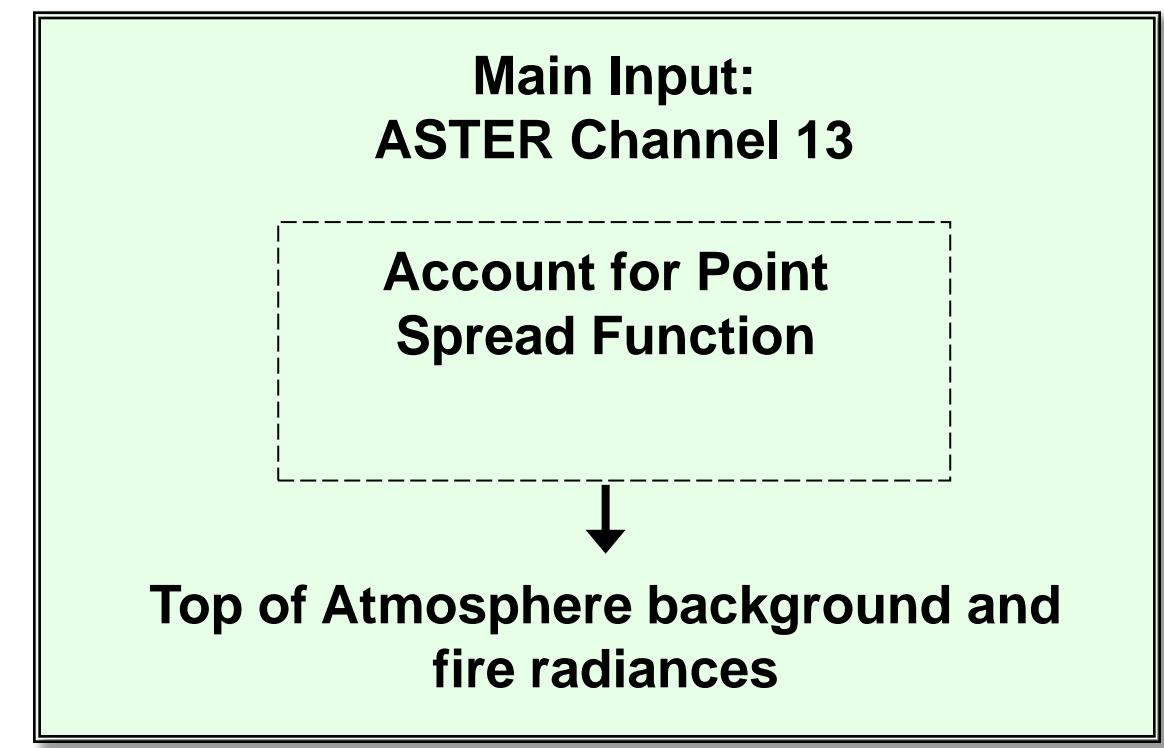 Main Input:
ASTER Channel 13
Account for Point
Spread Function
Top of Atmosphere background and
fire radiances